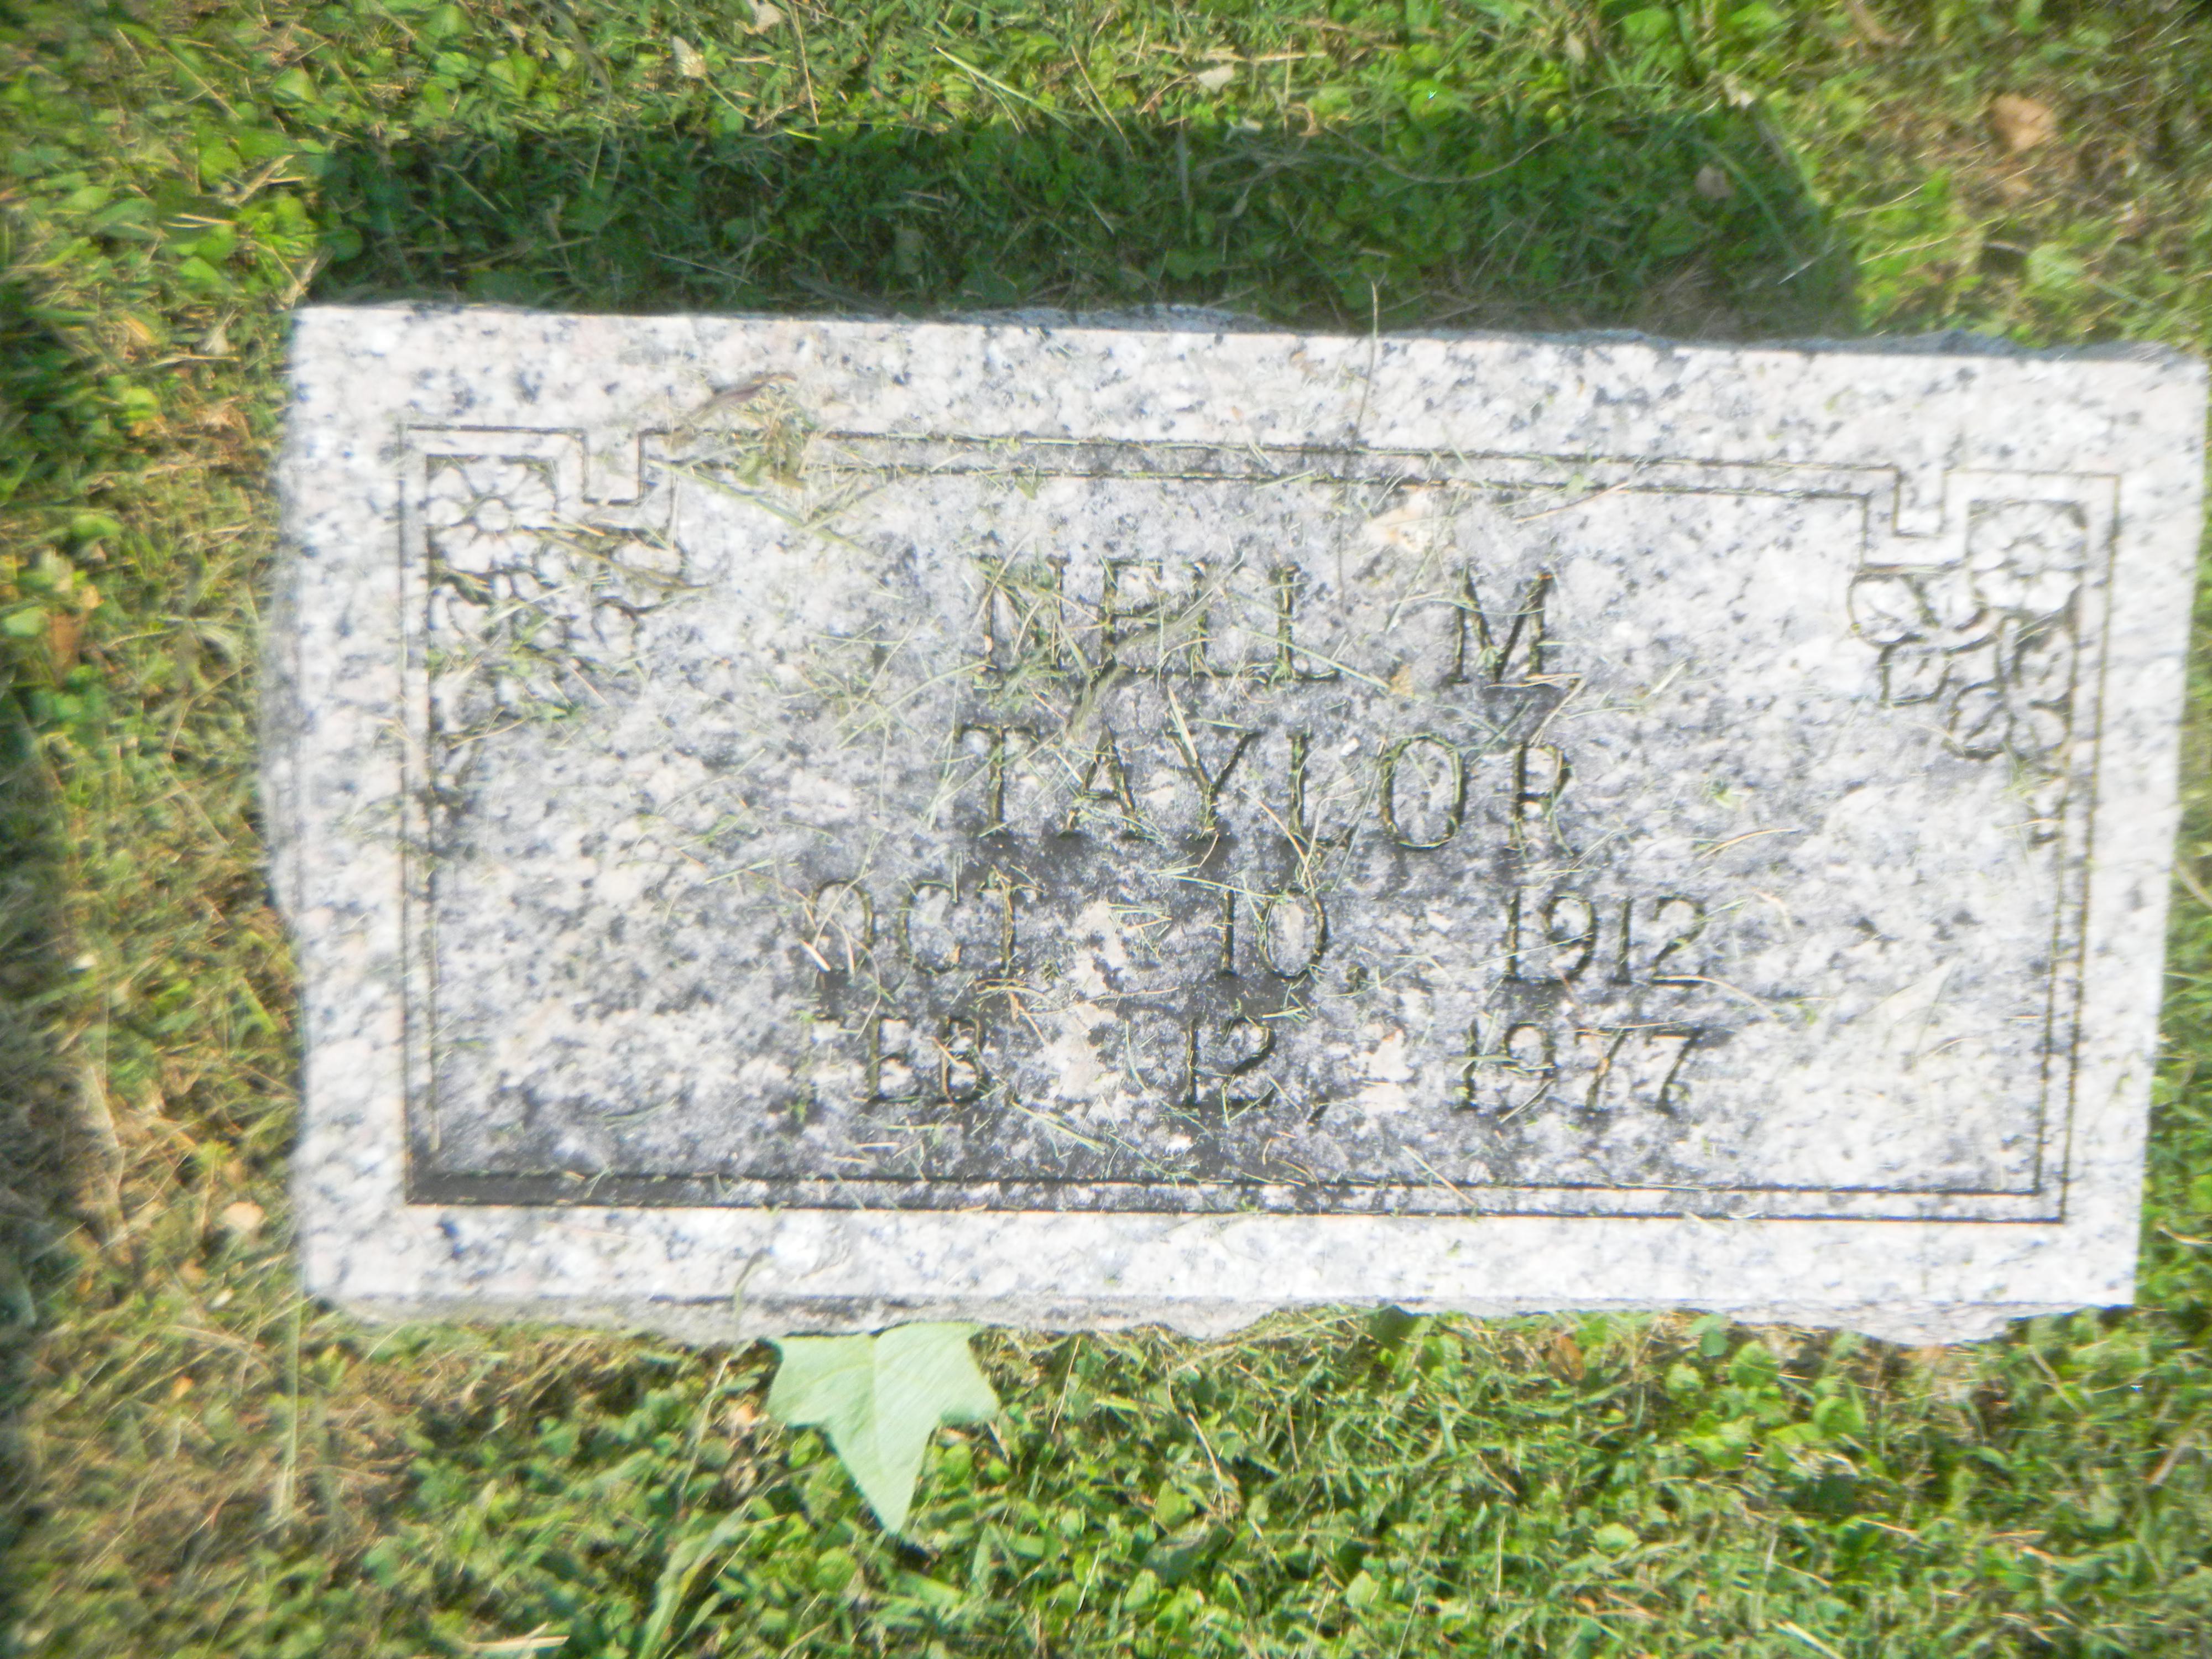 NELL M.
TAYLOR
OCT. 10, 1912
FEB. 12, 1977